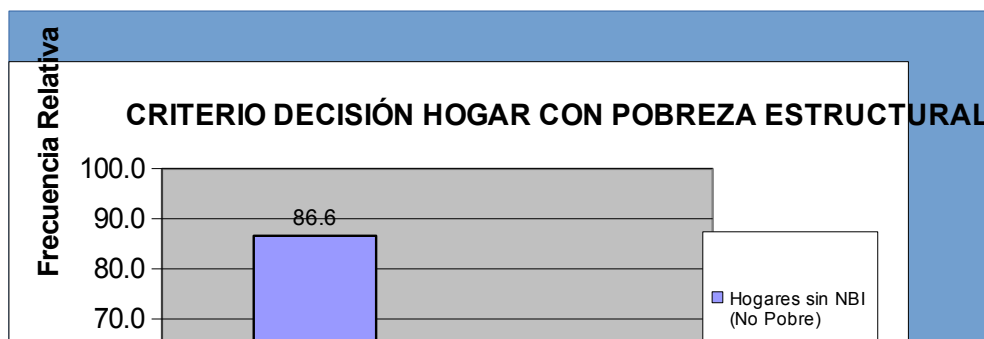 Frecuencia Relativa
CRITERIO DECISIÓN HOGAR CON POBREZA ESTRUCTURAL
100.0
90.0
86.6
80.0
70.0
Hogares sin NBI
(No Pobre)